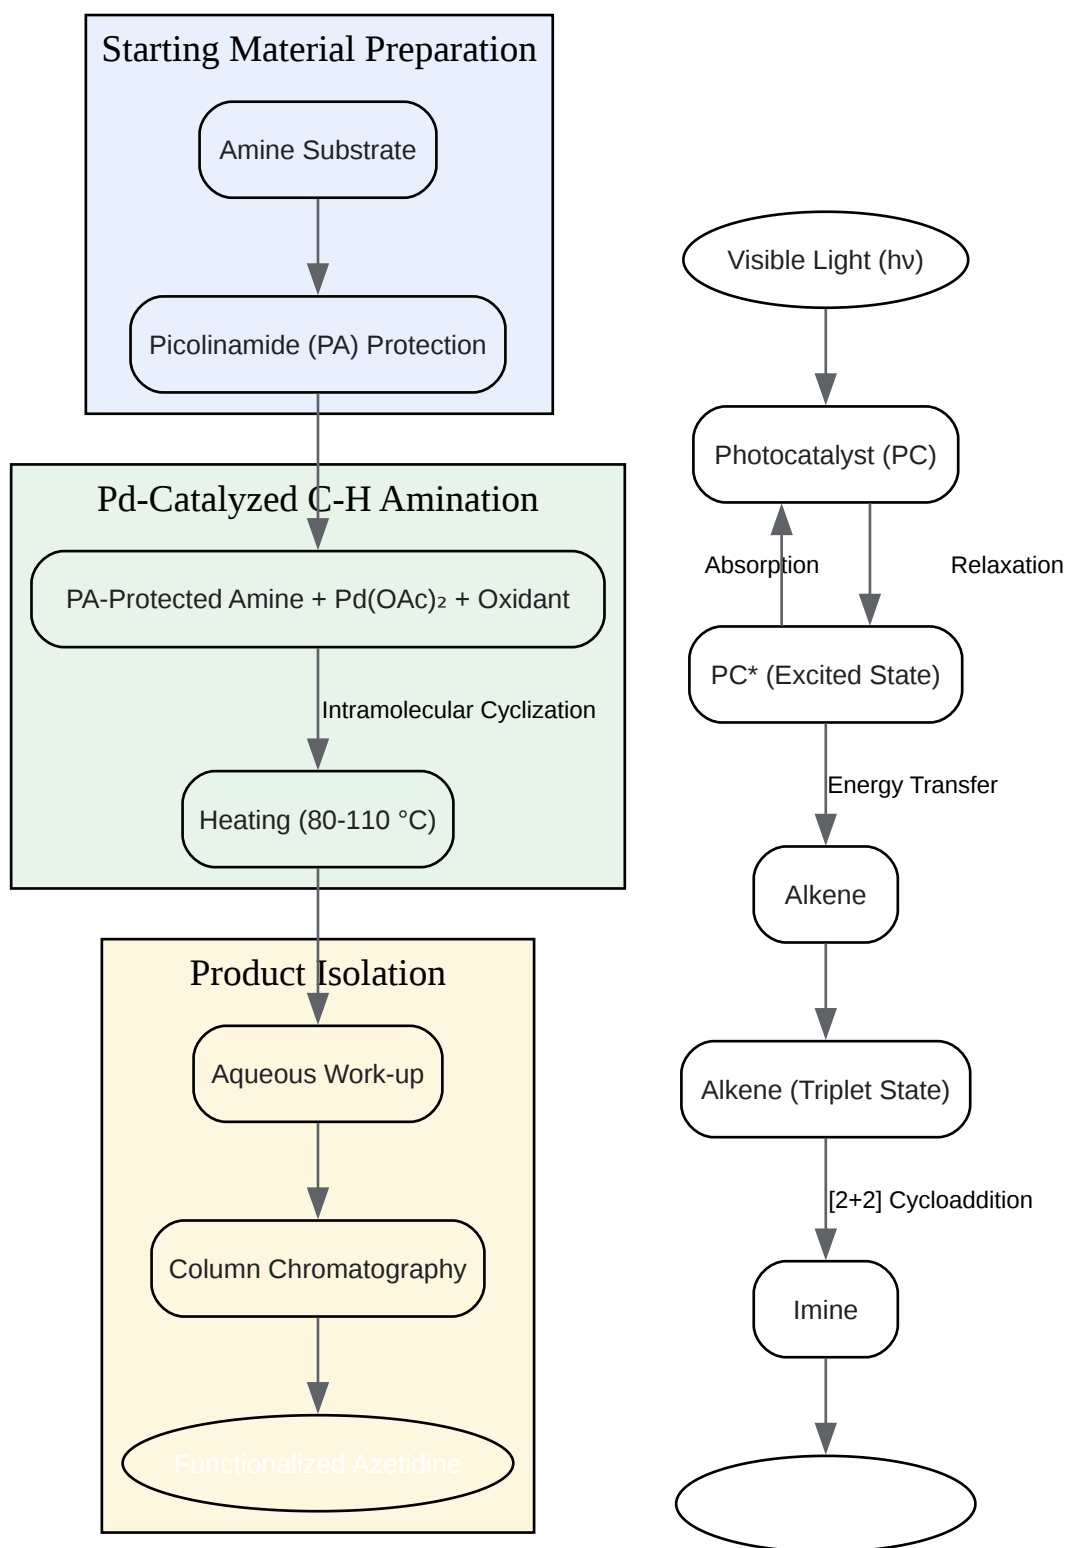 Starting Material Preparation
Amine Substrate
Picolinamide (PA) Protection
Pd-Catalyzed C-H Amination
PA-Protected Amine + Pd(OAc)₂ + Oxidant
Intramolecular Cyclization
Heating (80-110 °C)
Product Isolation
Aqueous Work-up
Column Chromatography
Functionalized Azetidine
Visible Light (hν)
Photocatalyst (PC)
Absorption
Relaxation
PC* (Excited State)
Energy Transfer
Alkene
Alkene (Triplet State)
[2+2] Cycloaddition
Imine